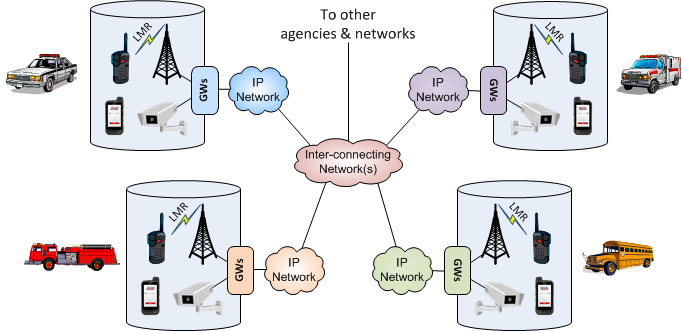 To other
agencies & networks
LMR
GWs
IP
Network
LMR
GWs
IP
Network
Inter-connecting
Network(s)
LMR
GWs
IP
Network
LMR
GWs
IP
Network